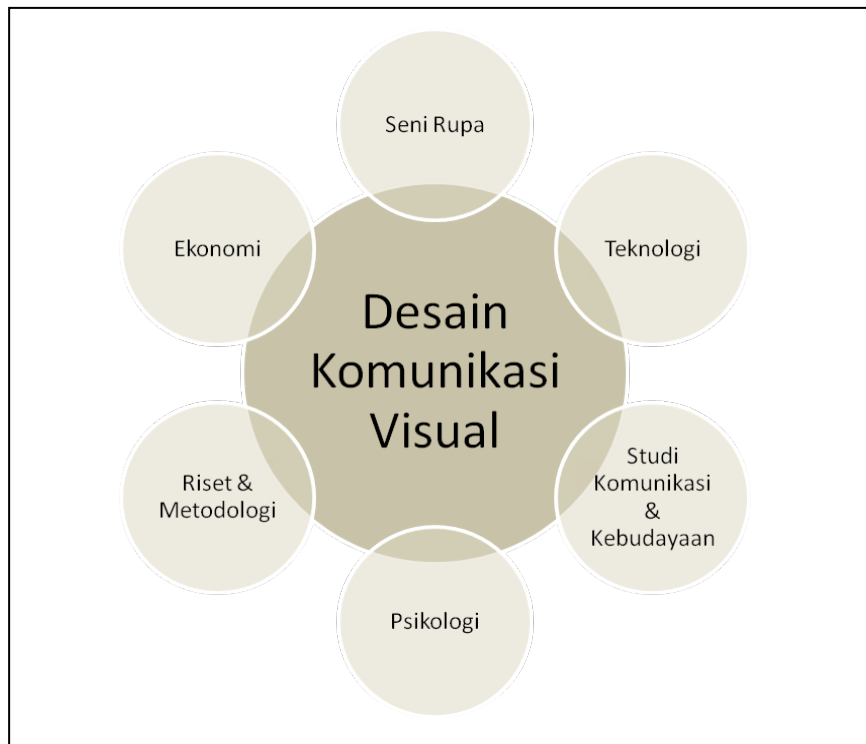 Seni Rupa
Ekonomi
Teknologi
Desain
Komunikasi
Visual
Riset &
Metodologi
Studi
Komunikasi
&
Kebudayaan
Psikologi